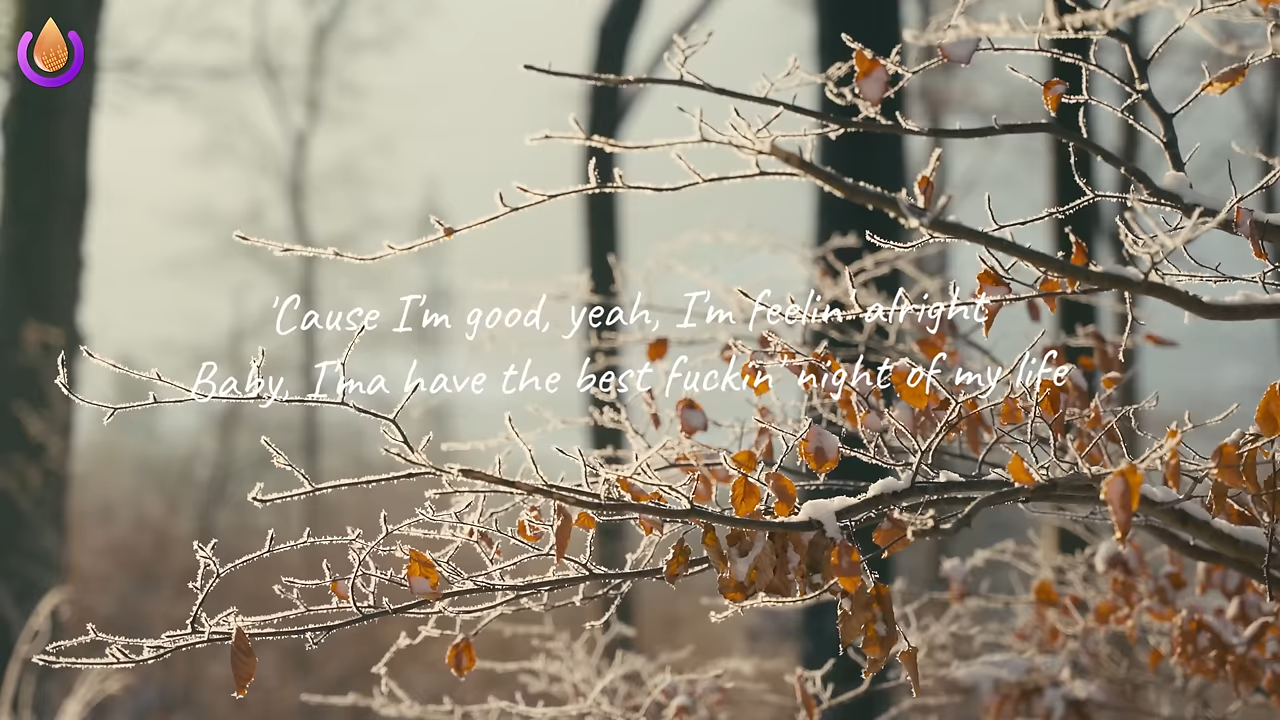 'Cause I'm good, yeah, I'm feelin' alright
Baby, I'ma have the best fuckin' night of my life